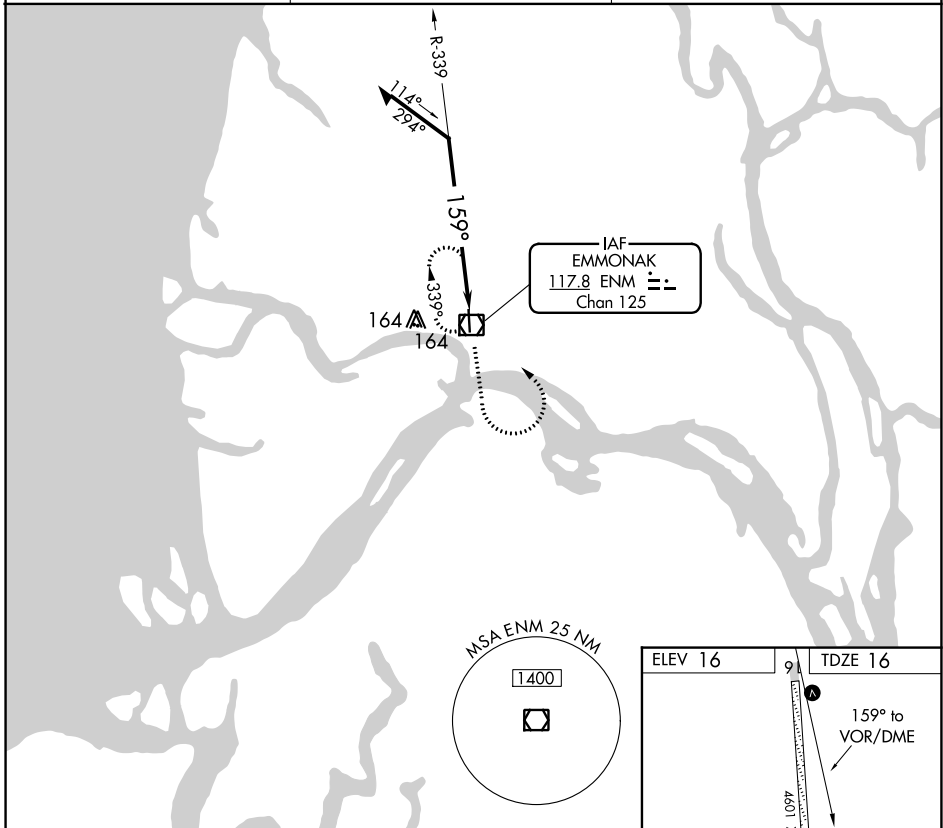 R-339
114°
294°
159°
IAF
EMMONAK
117.8 ENM
Chan 125
339°
164
164
MSA ENM 25 NM
1400
ELEV 16
TDZE 16
16
159° to
VOR/DME
4601